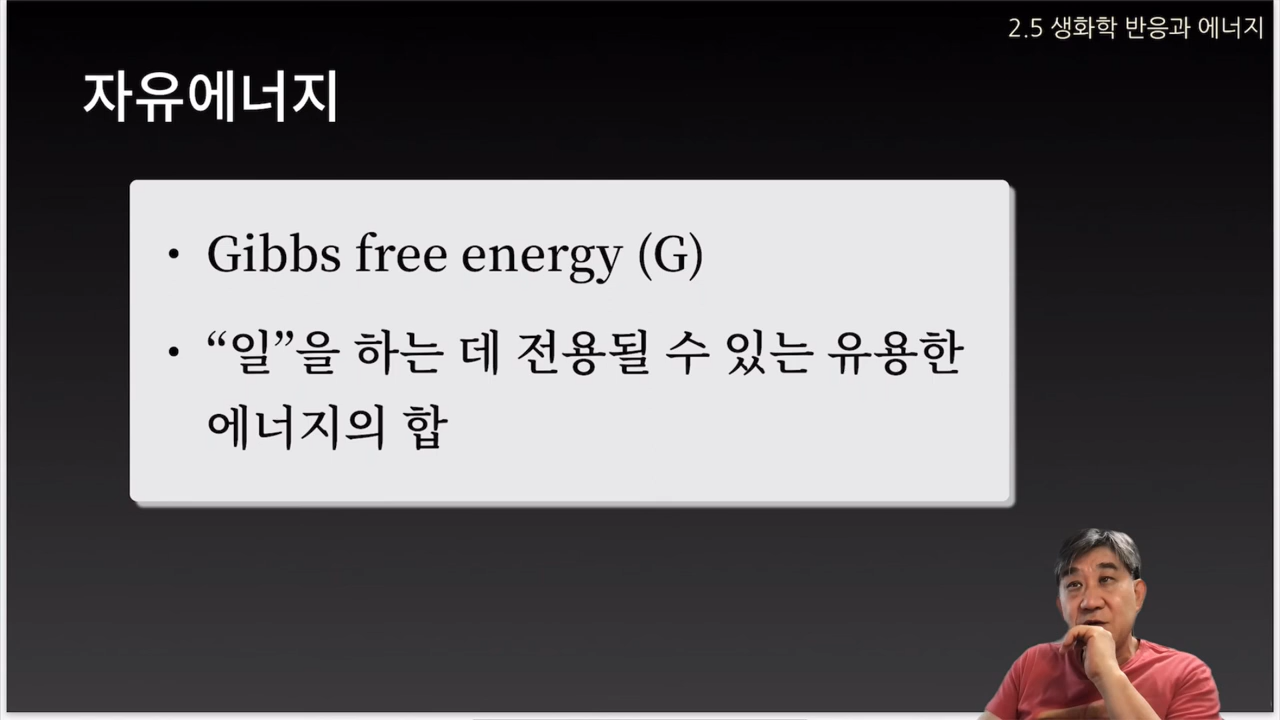 2.5 생화학 반응과 에너지
자유에너지
• Gibbs free energy (G)
• “일”을 하는 데 전용될 수 있는 유용한
에너지의 합